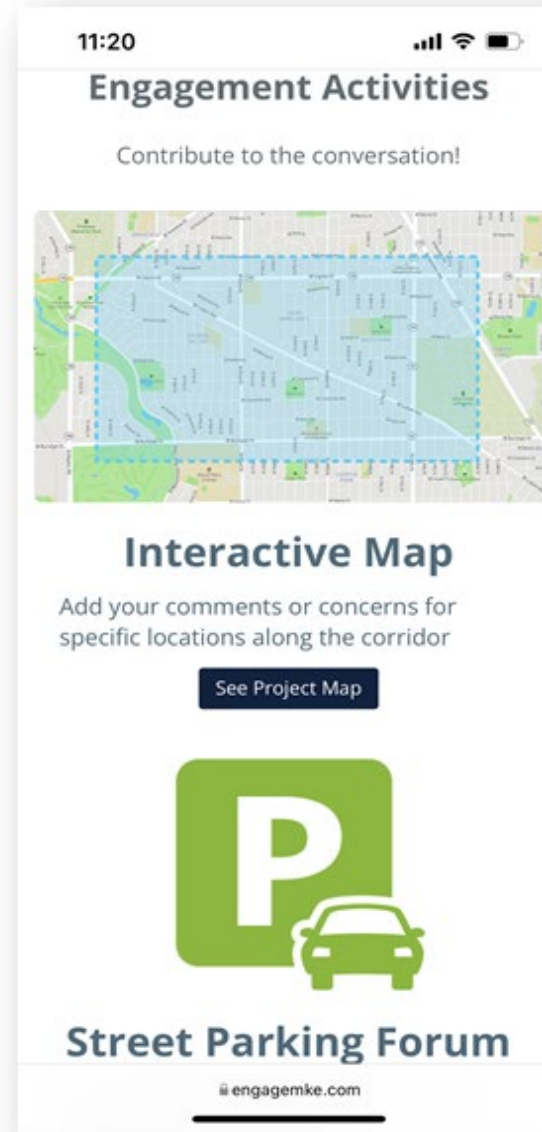 11:20
Engagement Activities
Contribute to the conversation!
Interactive Map
Add your comments or concerns for
specific locations along the corridor
See Project Map
P
Street Parking Forum
engagemke.com